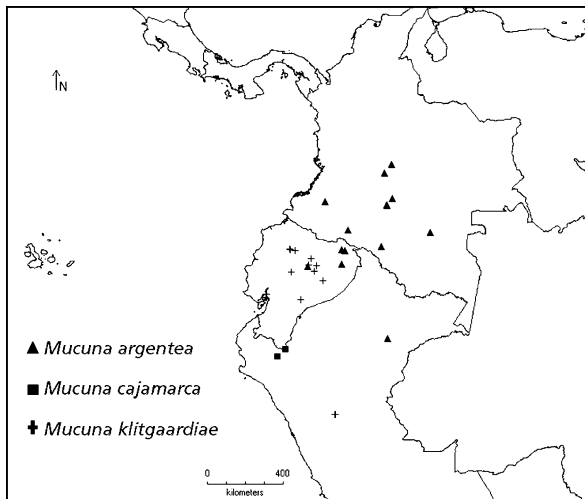 N
Mucuna argentea
Mucuna cajamarca
Mucuna klitgaardiae
0 400
kilometers